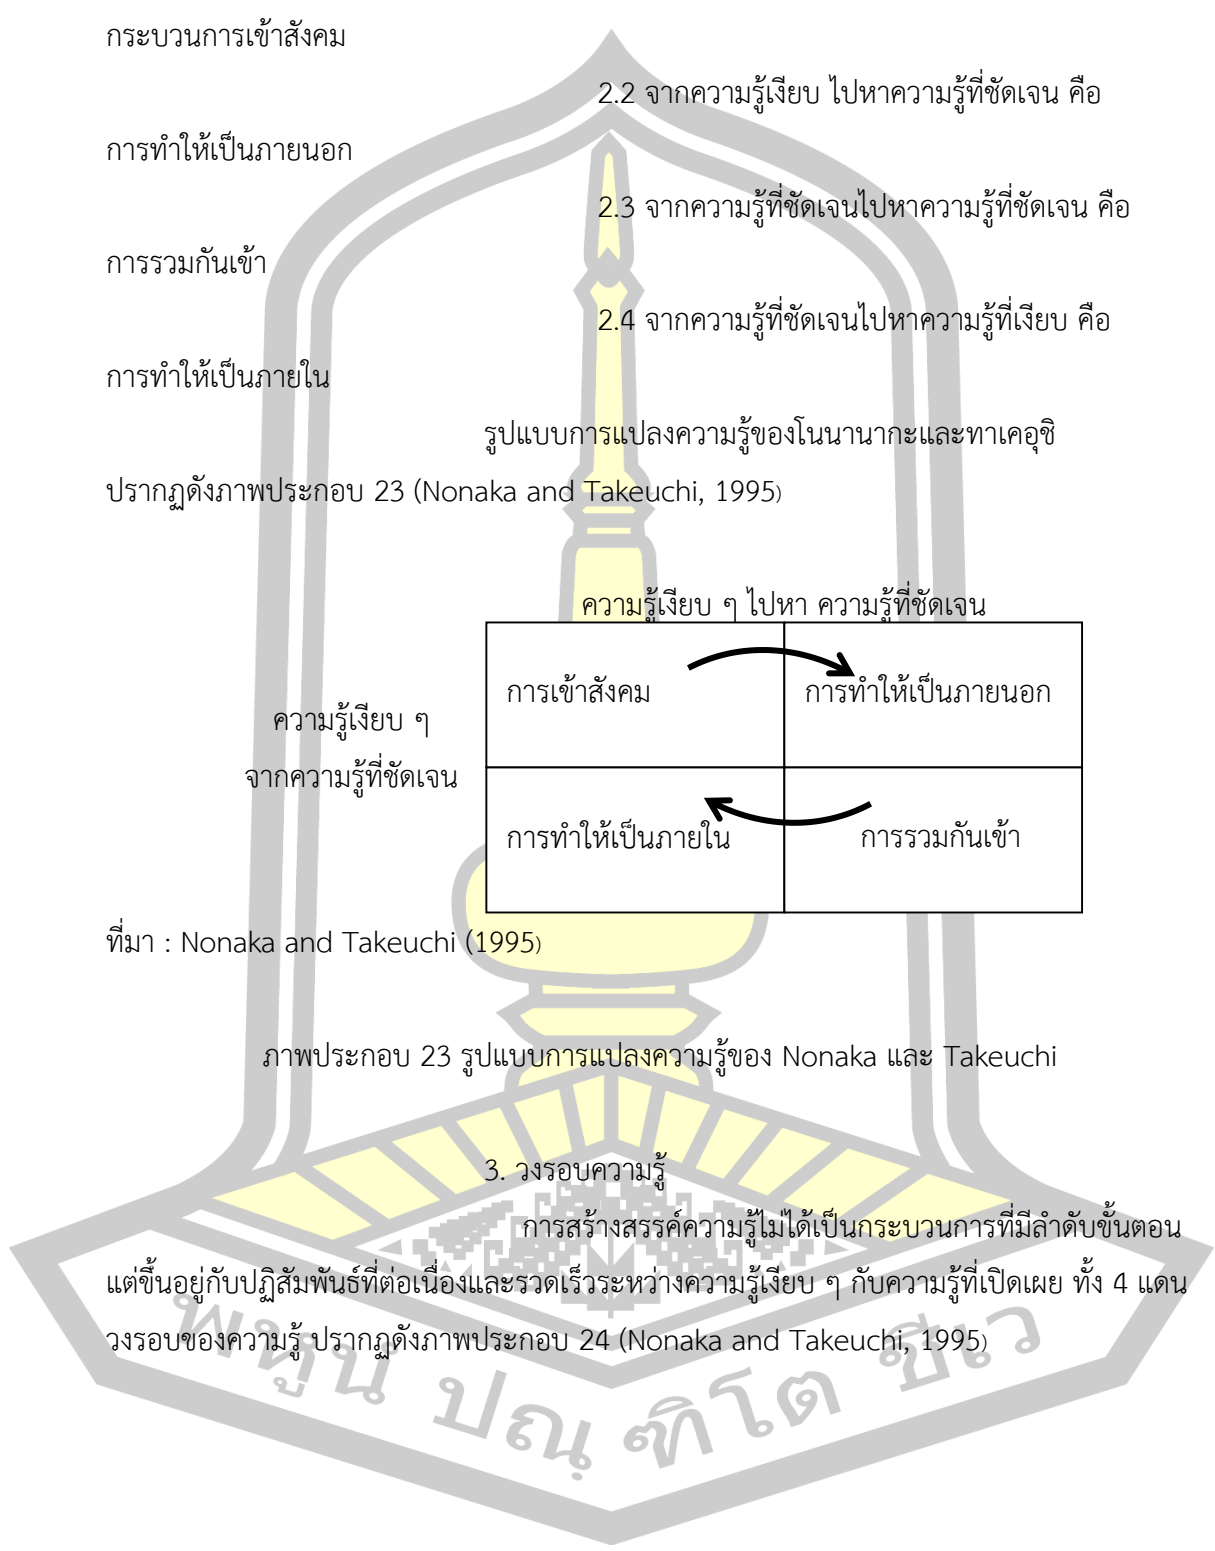 กระบวนการเข้าสังคม
2.2 จากความรู้เงียบ ไปหาความรู้ที่ชัดเจน คือ
การทำให้เป็นภายนอก
2.3 จากความรู้ที่ชัดเจนไปหาความรู้ที่ชัดเจน คือ
การรวมกันเข้า
2.4 จากความรู้ที่ชัดเจนไปหาความรู้ที่เงียบ คือ
การทำให้เป็นภายใน
รูปแบบการแปลงความรู้ของโนนานากะและทาเคอุชิ
ปรากฏดังภาพประกอบ 23 (Nonaka and Takeuchi, 1995)
ความรู้เงียบ ๆ ไปหา ความรู้ที่ชัดเจน
การเข้าสังคม การทำให้เป็นภายนอก
ความรู้เงียบ ๆ
จากความรู้ที่ชัดเจน
การทำให้เป็นภายใน การรวมกันเข้า
ที่มา : Nonaka and Takeuchi (1995)
ภาพประกอบ 23 รูปแบบการแปลงความรู้ของ Nonaka และ Takeuchi
3. วงรอบความรู้
การสร้างสรรค์ความรู้ไม่ได้เป็นกระบวนการที่มีลำดับขั้นตอน
แต่ขึ้นอยู่กับปฏิสัมพันธ์ที่ต่อเนื่องและรวดเร็วระหว่างความรู้เงียบ ๆ กับความรู้ที่เปิดเผย ทั้ง 4 แดน
วงรอบของความรู้ ปรากฏดังภาพประกอบ 24 (Nonaka and Takeuchi, 1995)
พหูนํ ปณฺฑิโต ชีเว